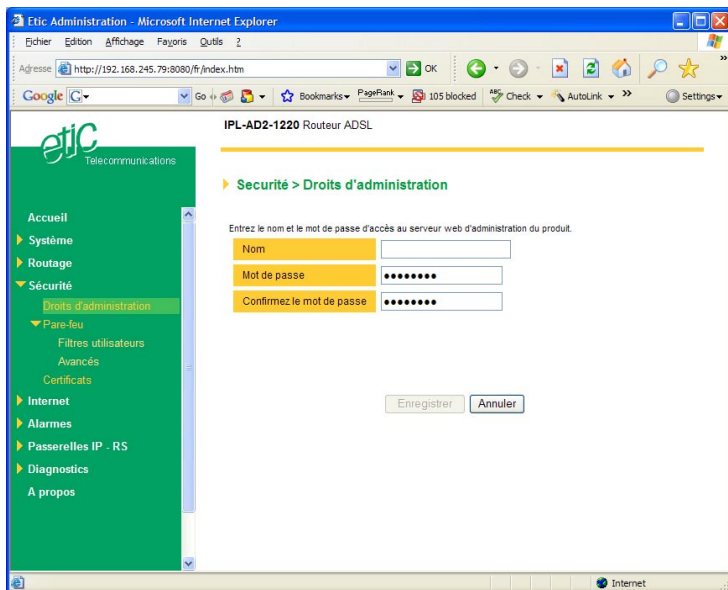 Etic Administration - Microsoft Internet Explorer
Fichier Edition Affichage Favoris Outils ?
Adresse http://192.168.245.79:8080/fr/index.htm OK
Google G Go Bookmarks PageRank 105 blocked ABC Check AutoLink » Settings
etic
Telecommunications
IPL-AD2-1220 Routeur ADSL
Securité > Droits d'administration
Entrez le nom et le mot de passe d'accès au serveur web d'administration du produit.
Nom
Mot de passe ●●●●●●●●
Confirmez le mot de passe ●●●●●●●●
Enregistrer Annuler
Accueil
Système
Routage
Sécurité
Droits d'administration
Pare-feu
Filtres utilisateurs
Avancés
Certificats
Internet
Alarmes
Passerelles IP - RS
Diagnostics
A propos
Internet